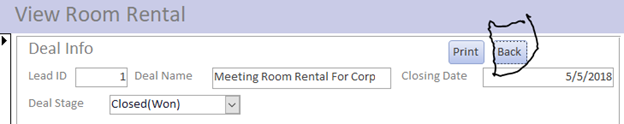 View Room Rental
Deal Info Print Back
Lead ID 1 Deal Name Meeting Room Rental For Corp Closing Date 5/5/2018
Deal Stage Closed(Won)